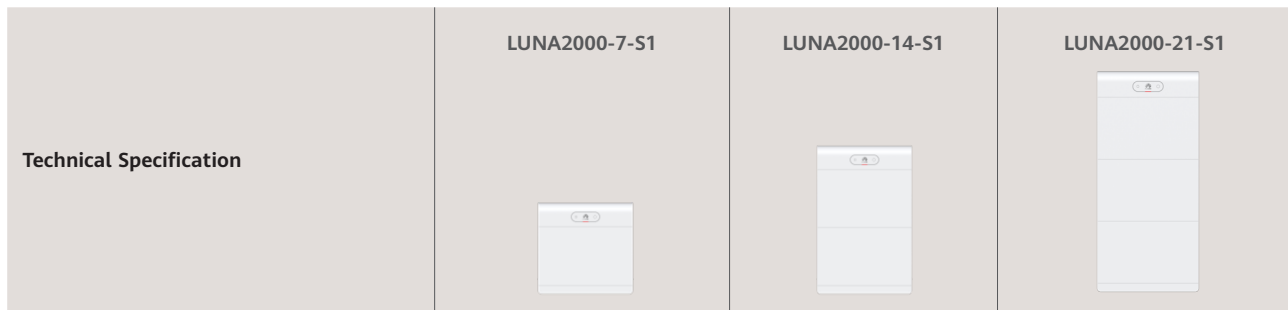 LUNA2000-7-S1
LUNA2000-14-S1
LUNA2000-21-S1
Technical Specification